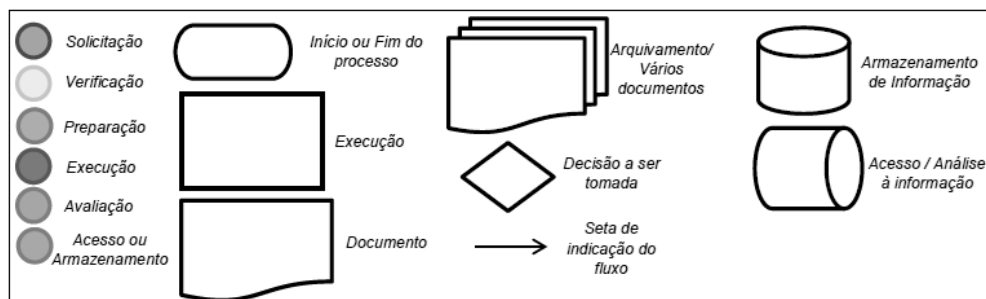 Solicitação
Verificação
Preparação
Execução
Avaliação
Acesso ou
Armazenamento
Início ou Fim do
processo
Execução
Documento
Arquivamento/
Vários
documentos
Decisão a ser
tomada
Seta de
indicação do
fluxo
Armazenamento
de Informação
Acesso / Análise
à informação